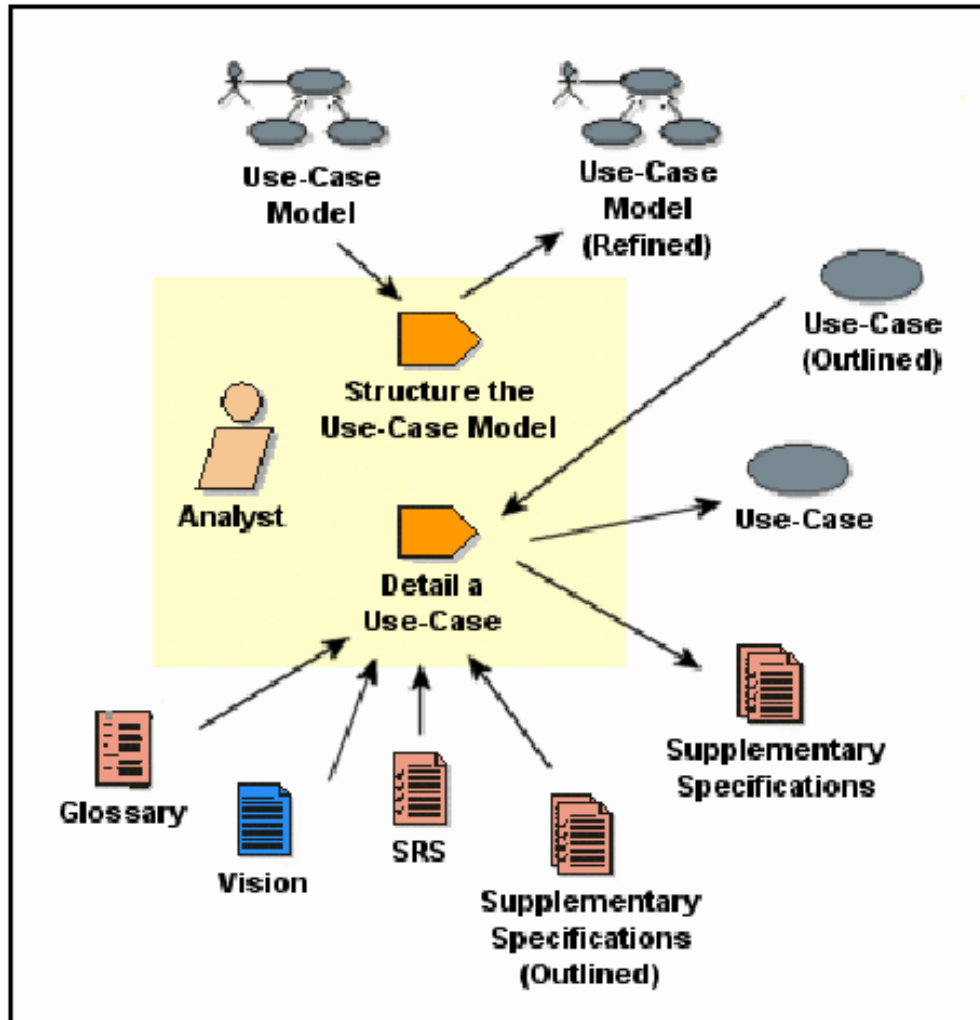 Use-Case
Model
Use-Case
Model
(Refined)
Use-Case
(Outlined)
Structure the
Use-Case Model
Analyst
Use-Case
Detail a
Use-Case
Supplementary
Specifications
Glossary
Vision
SRS
Supplementary
Specifications
(Outlined)